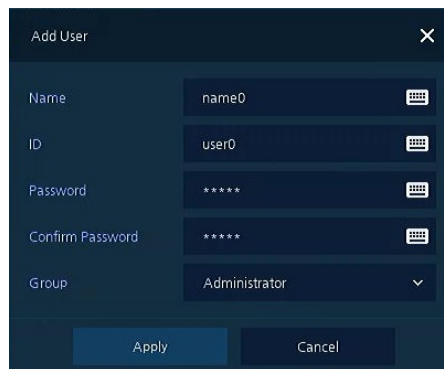 Add User
Name name0
ID user0
Password *****
Confirm Password *****
Group Administrator
Apply Cancel